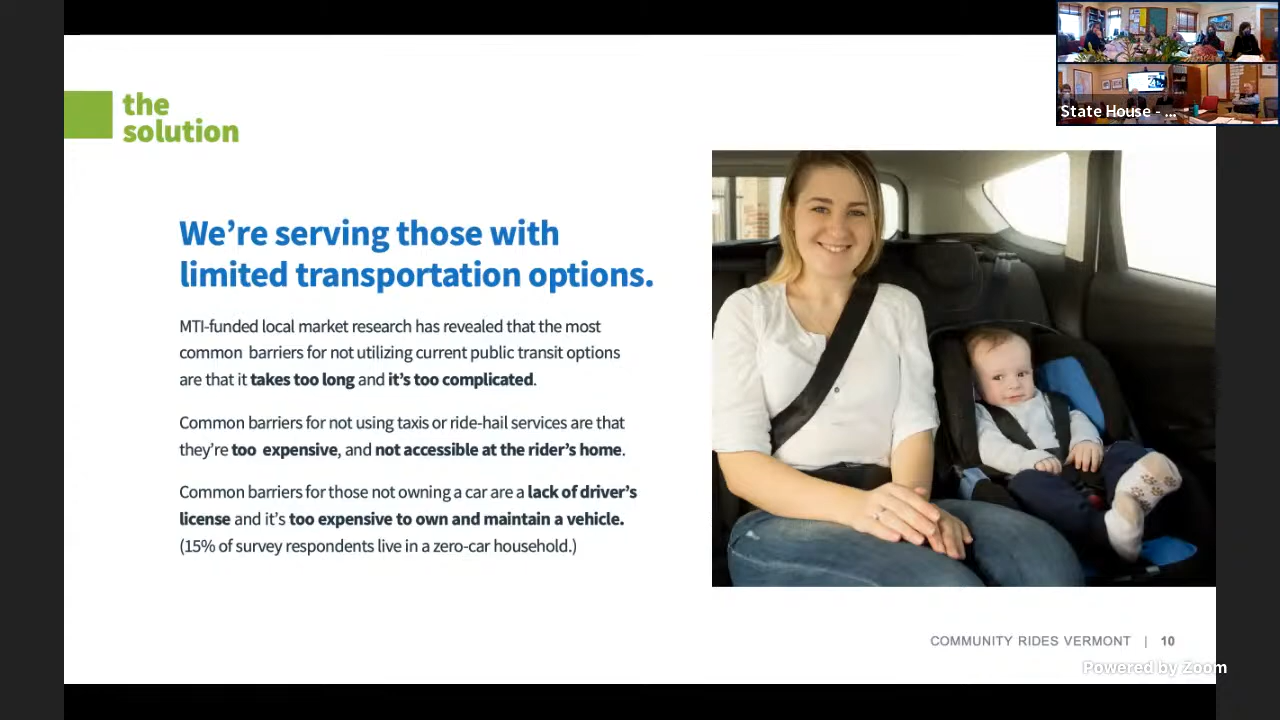 State House - ...
the
solution
We’re serving those with
limited transportation options.
MTI-funded local market research has revealed that the most
common barriers for not utilizing current public transit options
are that it takes too long and it’s too complicated.
Common barriers for not using taxis or ride-hail services are that
they’re too expensive, and not accessible at the rider’s home.
Common barriers for those not owning a car are a lack of driver’s
license and it’s too expensive to own and maintain a vehicle.
(15% of survey respondents live in a zero-car household.)
COMMUNITY RIDES VERMONT | 10
Powered by Zoom